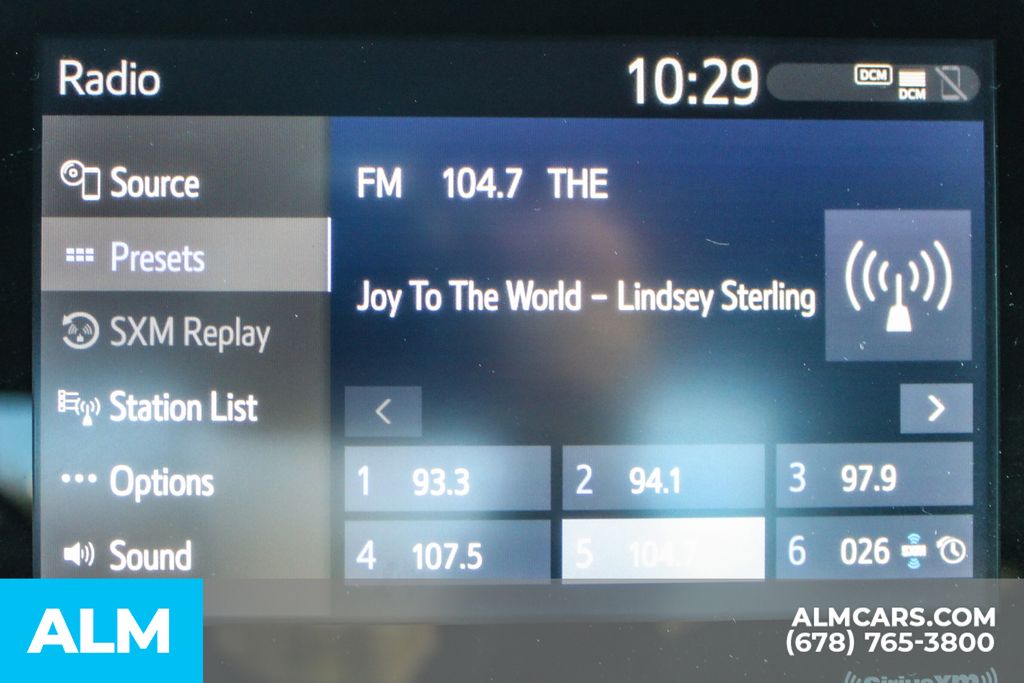 Radio
10:29
DCM
DCM
Source
Presets
SXM Replay
Station List
Options
Sound
FM 104.7 THE
Joy To The World – Lindsey Sterling
1 93.3
2 94.1
3 97.9
4 107.5
5 104.7
6 026 SXM
ALM
ALMCARS.COM
(678) 765-3800
SiriusXM